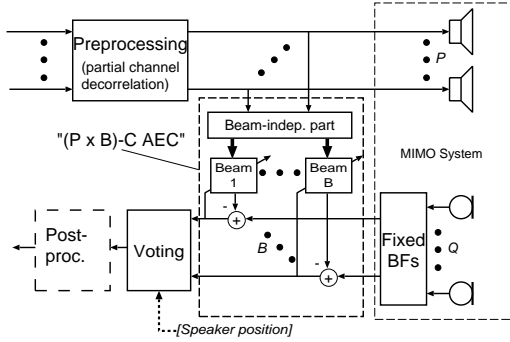 Preprocessing
(partial channel
decorrelation)
P
Beam-indep. part
"(P x B)-C AEC"
MIMO System
Beam
1
Beam
B
-
+
Post-
proc.
Voting
B
-
+
Fixed
BFs
Q
[Speaker position]